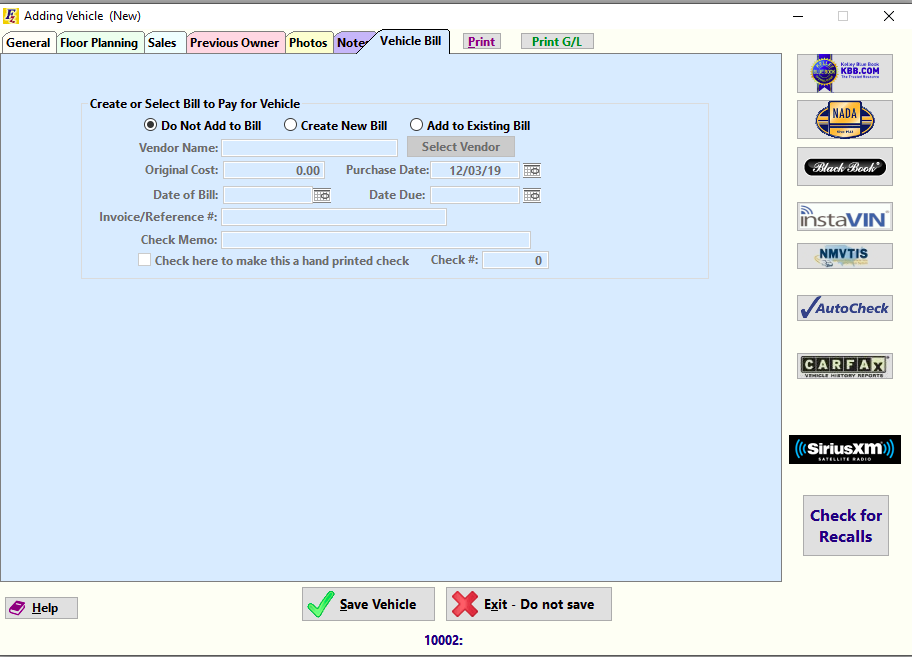 Adding Vehicle (New)
General Floor Planning Sales Previous Owner Photos Notes Vehicle Bill Print Print G/L
Create or Select Bill to Pay for Vehicle
Do Not Add to Bill Create New Bill Add to Existing Bill
Vendor Name: Select Vendor
Original Cost: 0.00 Purchase Date: 12/03/19
Date of Bill: Date Due:
Invoice/Reference #:
Check Memo:
Check here to make this a hand printed check Check #: 0
Kelley Blue Book
KBB.COM
The Trusted Resource
BLUE BOOK
NADA
Black Book
instaVIN
NMVTIS
AutoCheck
CARFAX
VEHICLE HISTORY REPORTS
SiriusXM
SATELLITE RADIO
Check for
Recalls
Help Save Vehicle Exit - Do not save
10002: